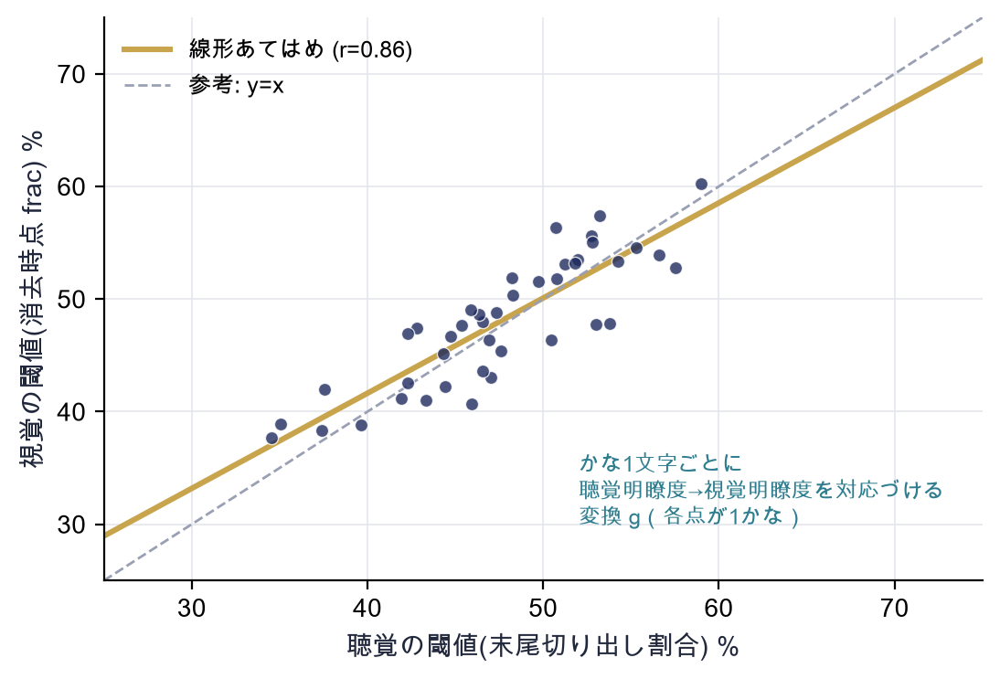 線形あてはめ (r=0.86)
参考: y=x
70
60
50
40
30
視覚の閾値(消去時点 frac) %
かな1文字ごとに
聴覚明瞭度→視覚明瞭度を対応づける
変換 g ( 各点が1かな )
30
40
50
60
70
聴覚の閾値(末尾切り出し割合) %